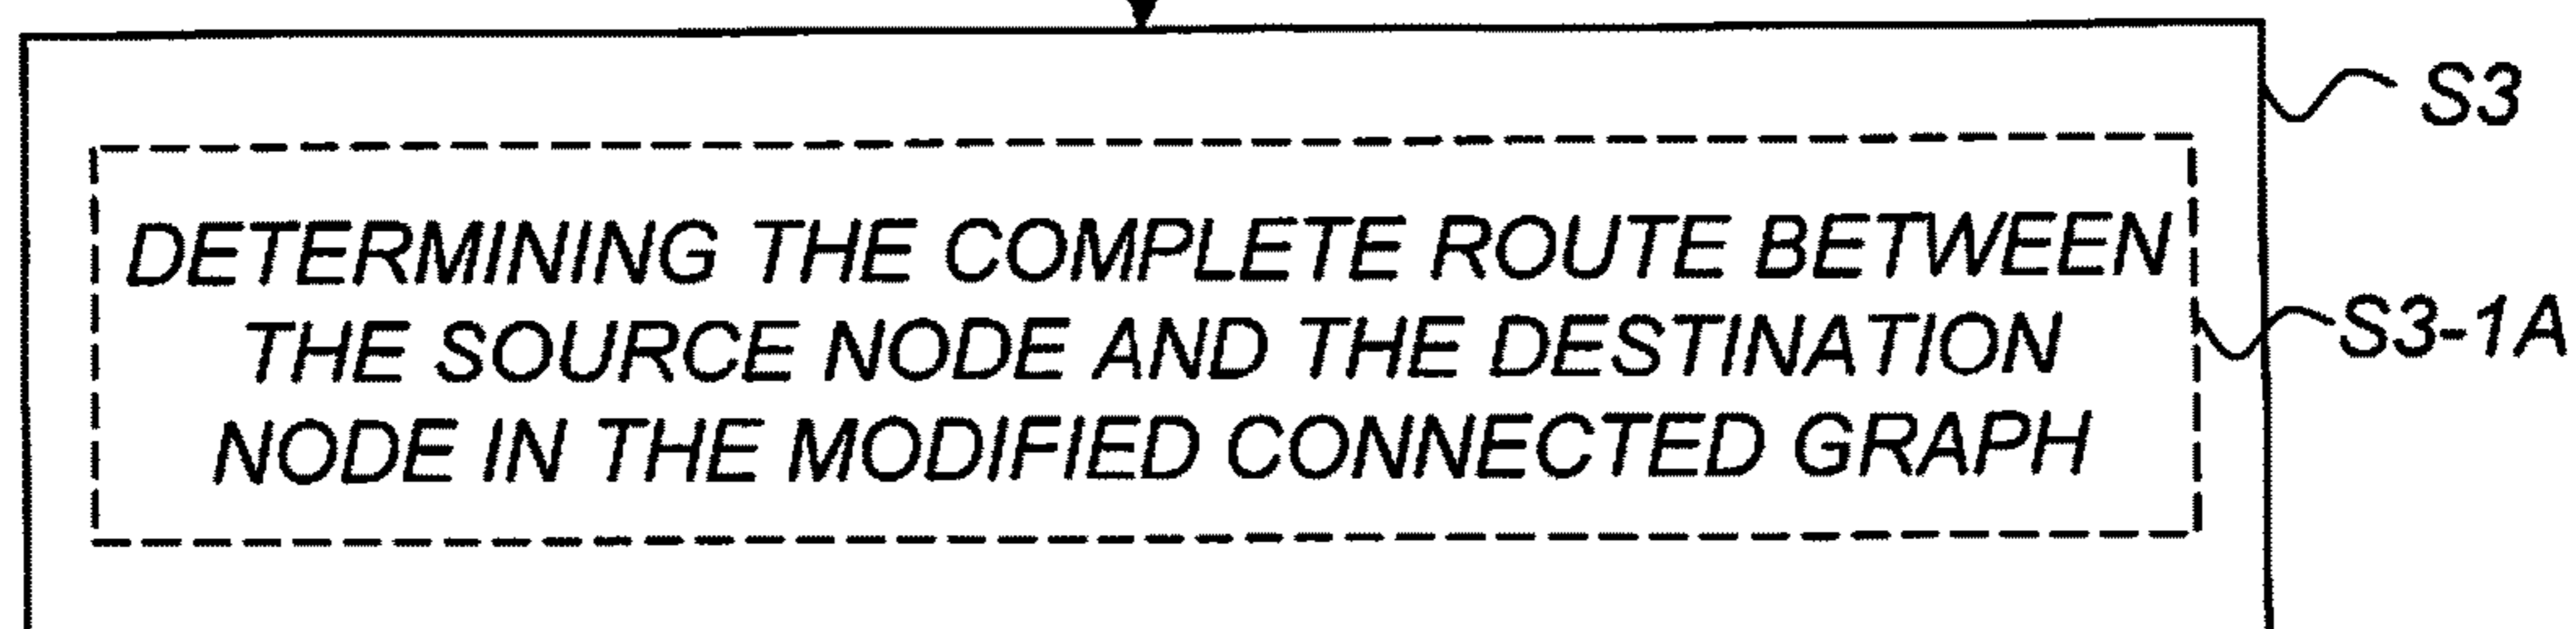 S3
DETERMINING THE COMPLETE ROUTE BETWEEN
THE SOURCE NODE AND THE DESTINATION
S3-1A
NODE IN THE MODIFIED CONNECTED GRAPH